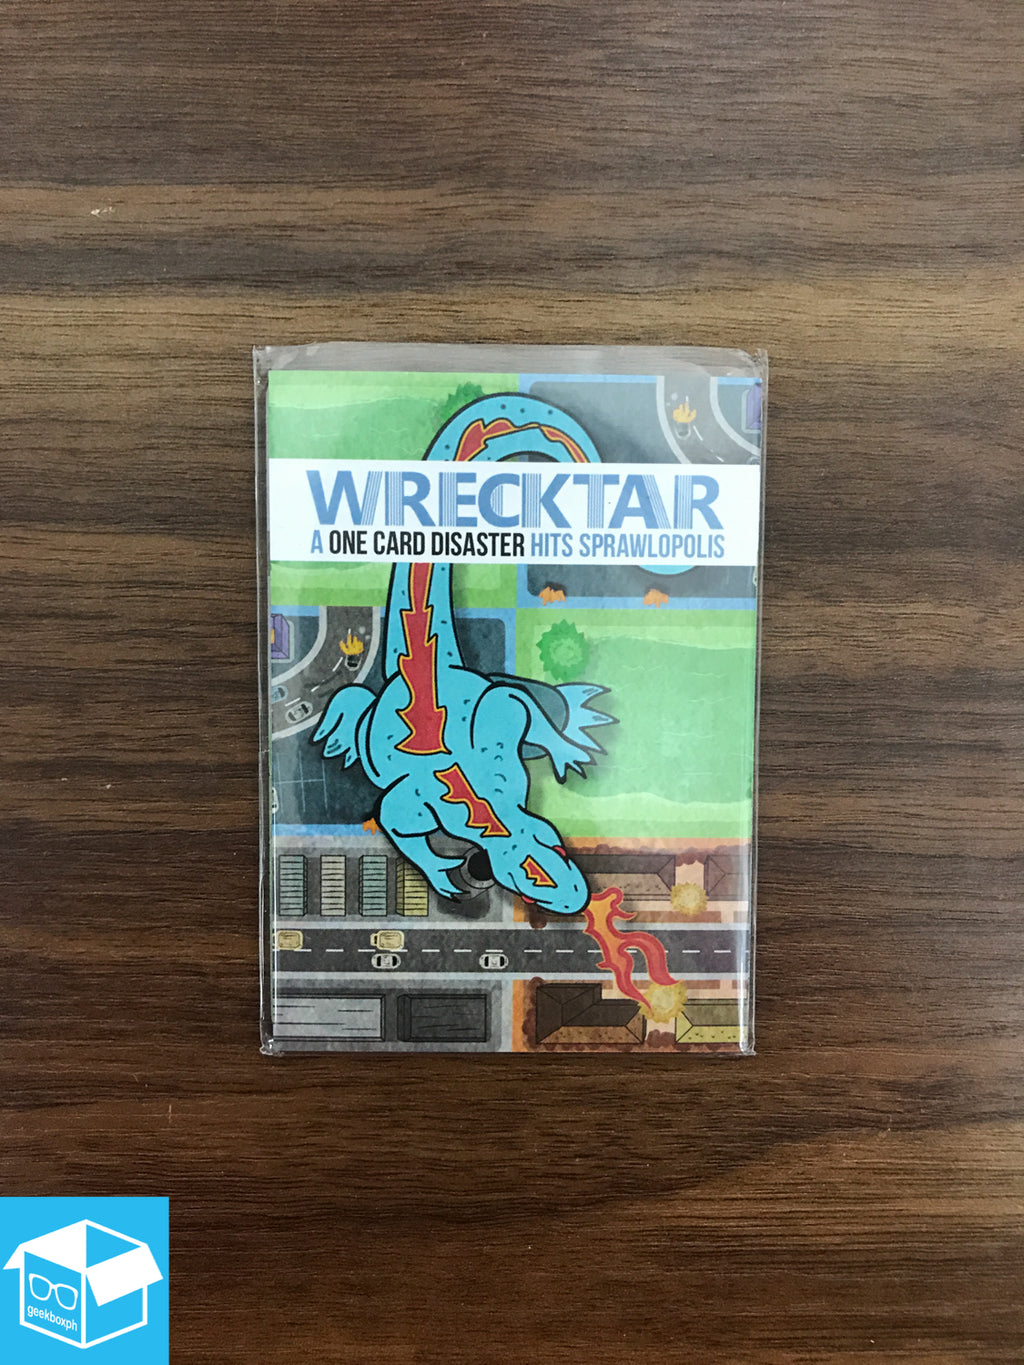 WRECKTAR
A ONE CARD DISASTER HITS SPRAWLOPOLIS
geekboxph